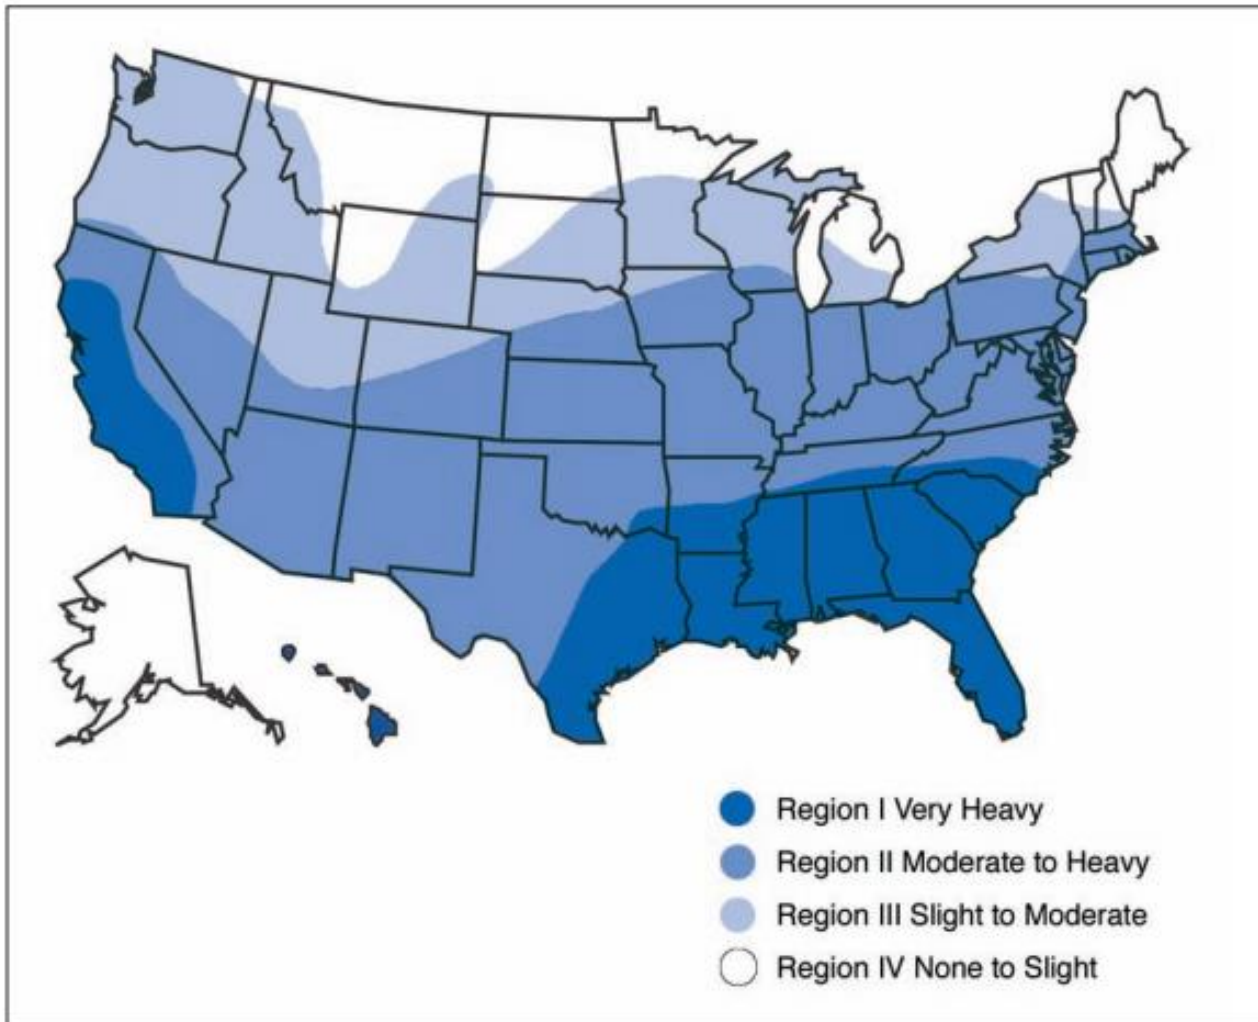 Region I Very Heavy
Region II Moderate to Heavy
Region III Slight to Moderate
Region IV None to Slight